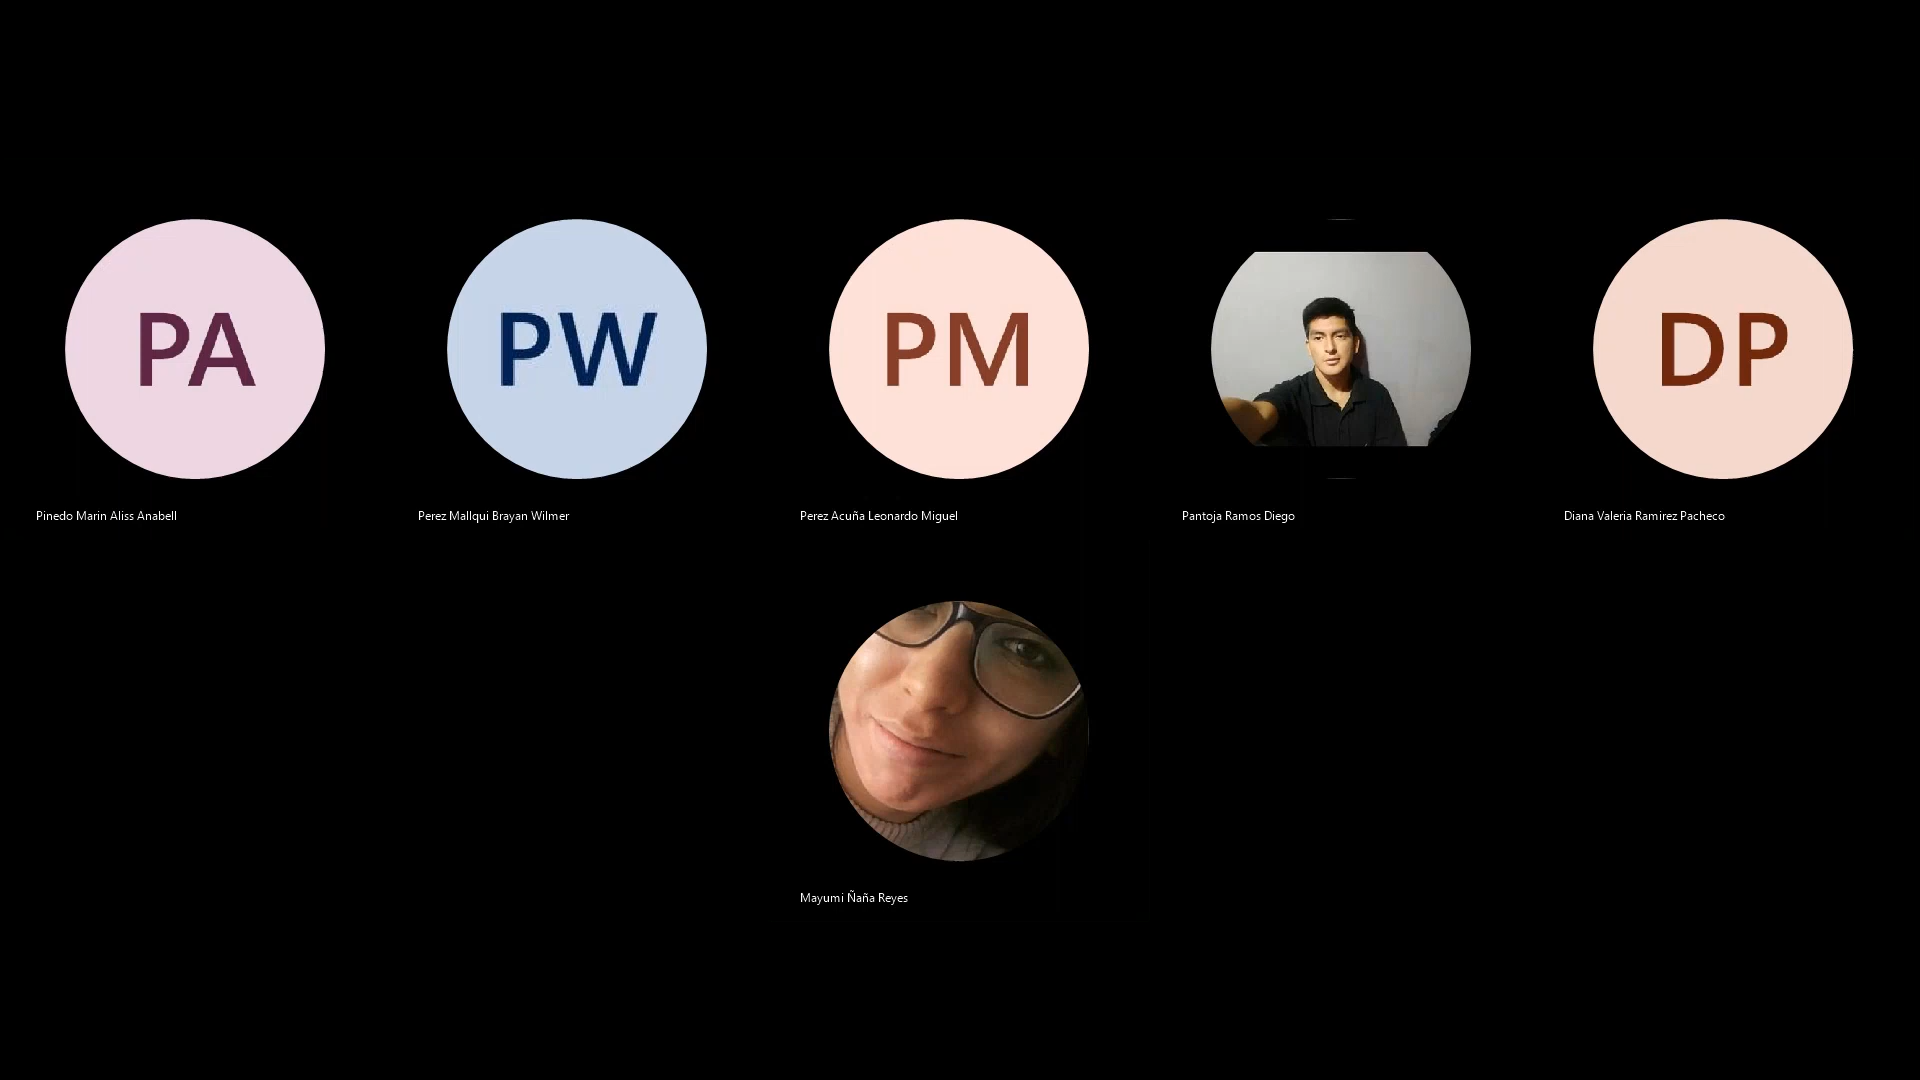 PA
PW
PM
DP
Pinedo Marin Aliss Anabell
Perez Mallqui Brayan Wilmer
Perez Acuña Leonardo Miguel
Pantoja Ramos Diego
Diana Valeria Ramirez Pacheco
Mayumi Ñaña Reyes